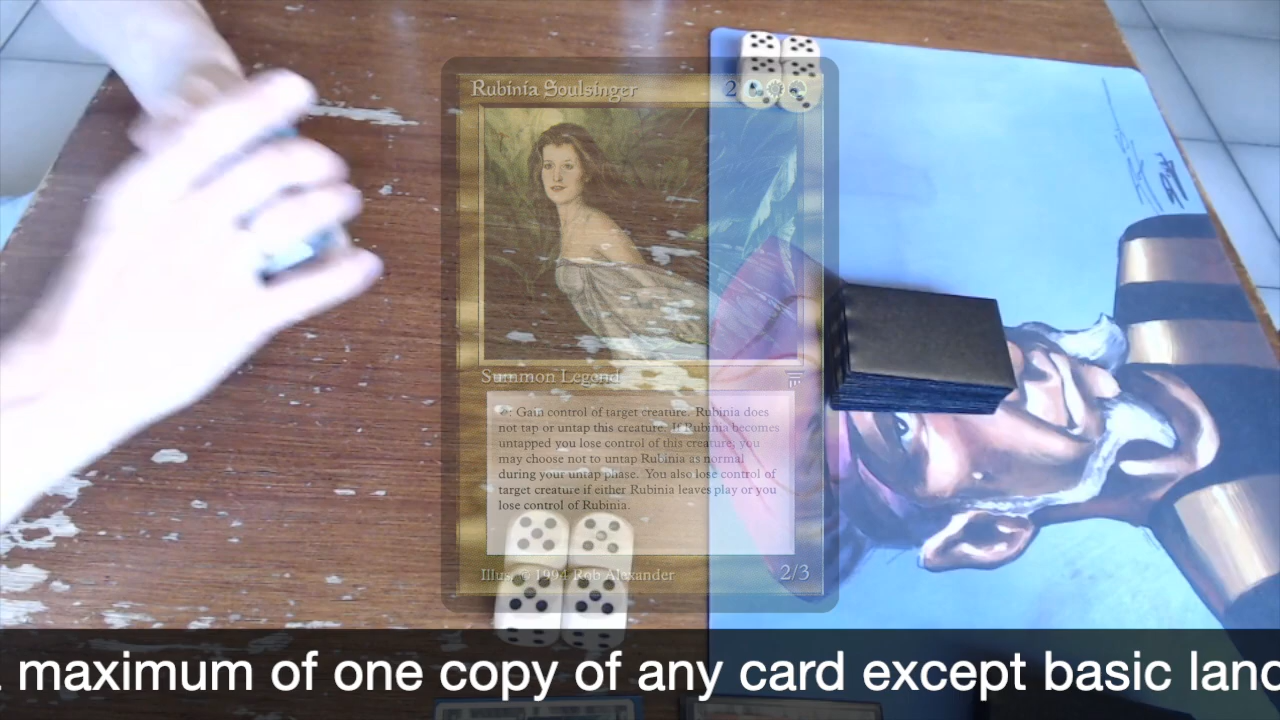 Rubinia Soulsinger 2
Summon Legend
: Gain control of target creature. Rubinia does
not tap or untap this creature. If Rubinia becomes
untapped you lose control of this creature, you
may choose not to untap Rubinia as normal
during your untap phase. You also lose control of
target creature if either Rubinia leaves play or you
lose control of Rubinia.
Illus. © 1994 Rob Alexander 2/3
maximum of one copy of any card except basic land